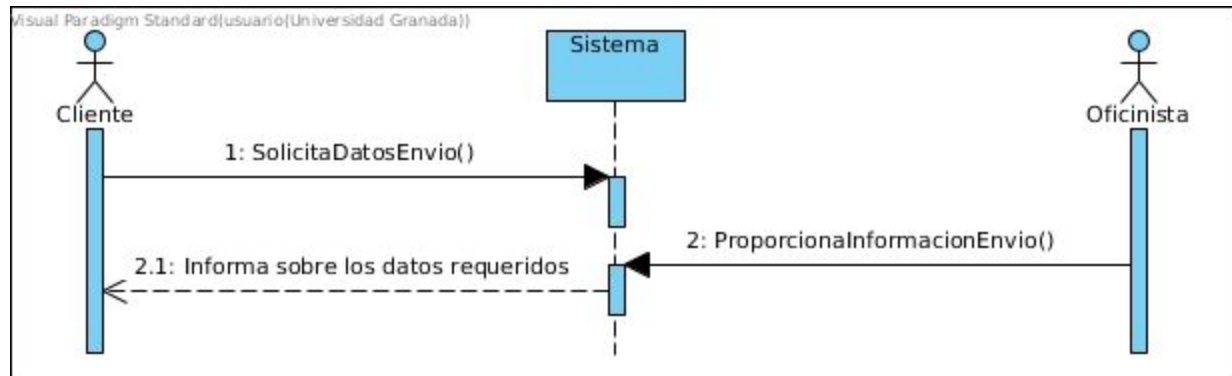 Visual Paradigm Standard(usuario(Universidad Granada))
Sistema
Cliente
Oficinista
1: SolicitaDatosEnvio()
2: ProporcionaInformacionEnvio()
2.1: Informa sobre los datos requeridos